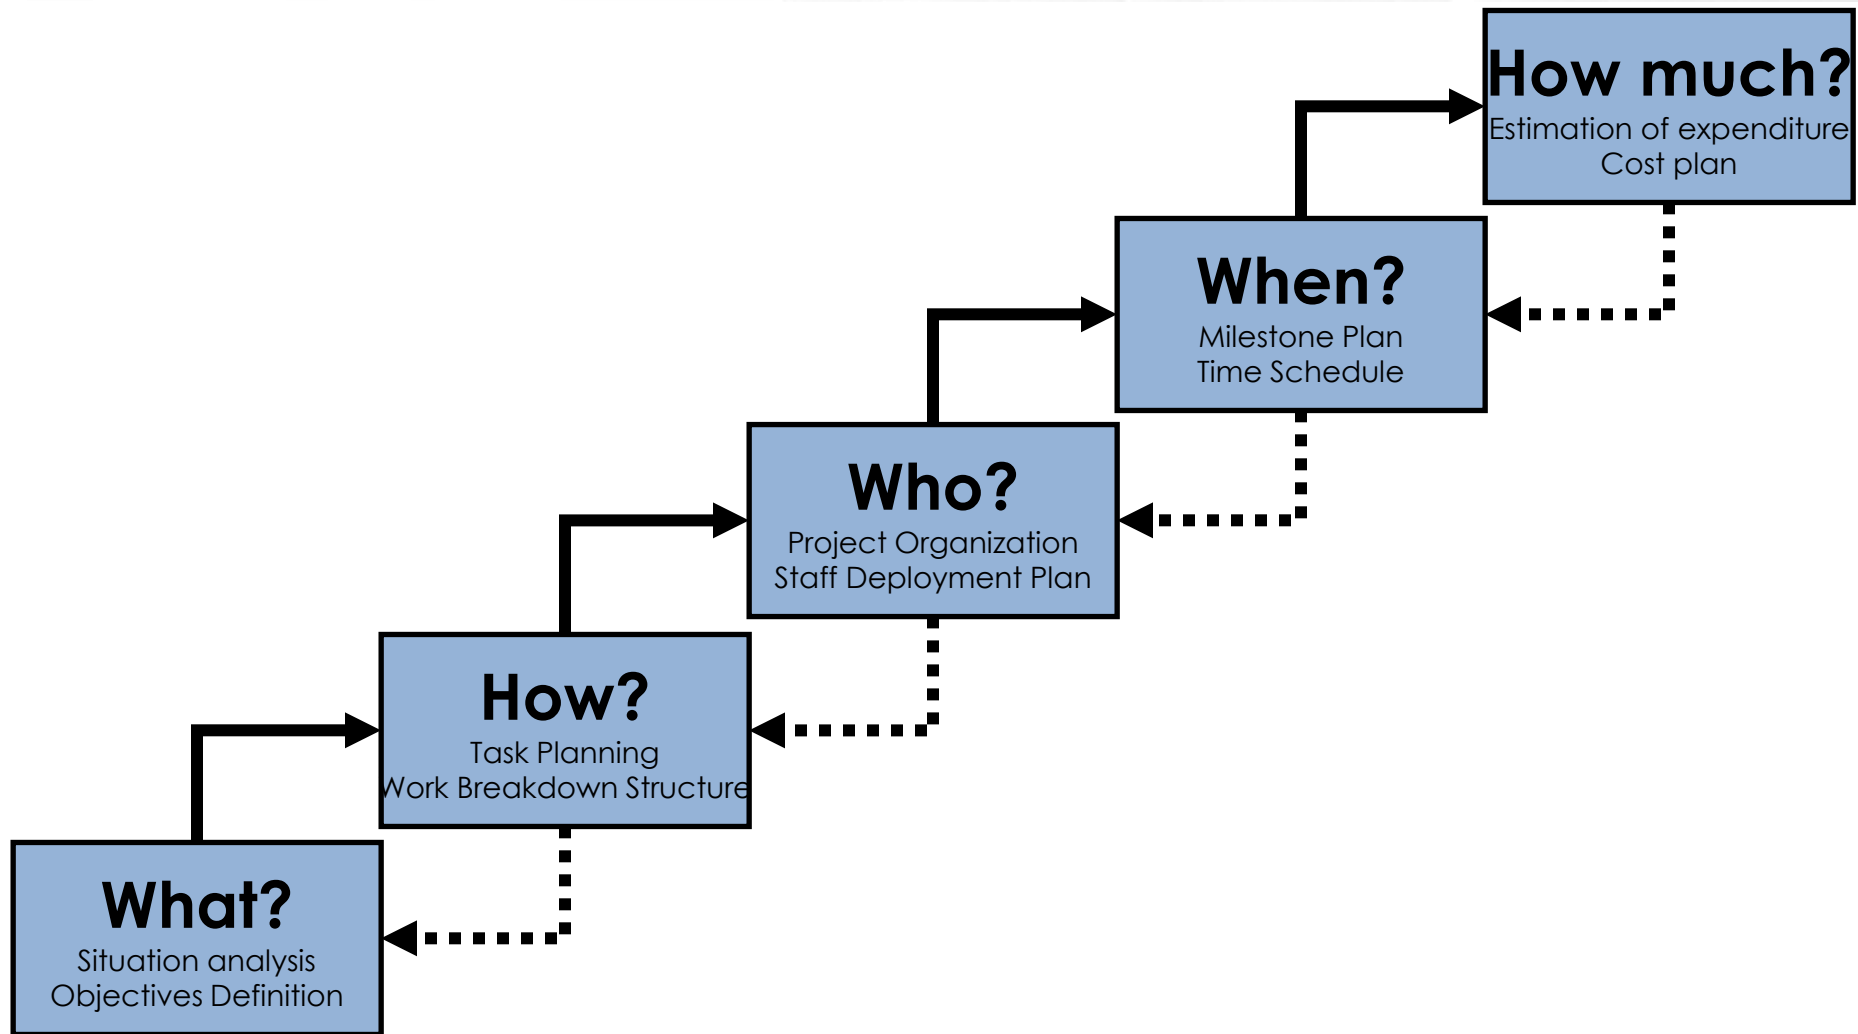 How much?
Estimation of expenditure
Cost plan
When?
Milestone Plan
Time Schedule
Who?
Project Organization
Staff Deployment Plan
How?
Task Planning
Work Breakdown Structure
What?
Situation analysis
Objectives Definition